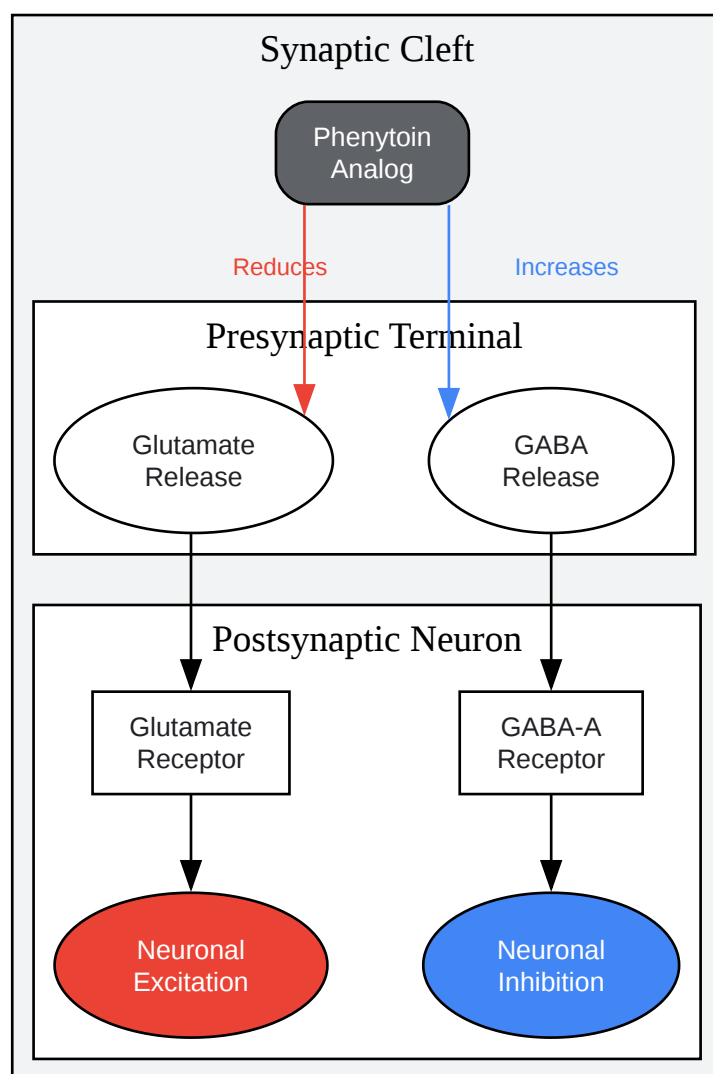 Synaptic Cleft
Phenytoin
Analog
Reduces
Increases
Presynaptic Terminal
Glutamate
Release
GABA
Release
Postsynaptic Neuron
Glutamate
Receptor
GABA-A
Receptor
Neuronal
Excitation
Neuronal
Inhibition